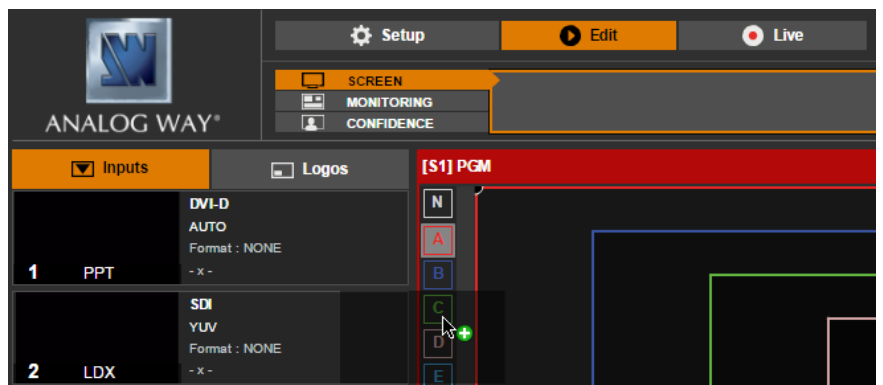 Setup
Edit
Live
SCREEN
MONITORING
CONFIDENCE
ANALOG WAY®
Inputs
Logos
[S1] PGM
DVI-D
AUTO
Format : NONE
- x -
1 PPT
SDI
YUV
Format : NONE
- x -
2 LDX
N
A
B
C
D
E